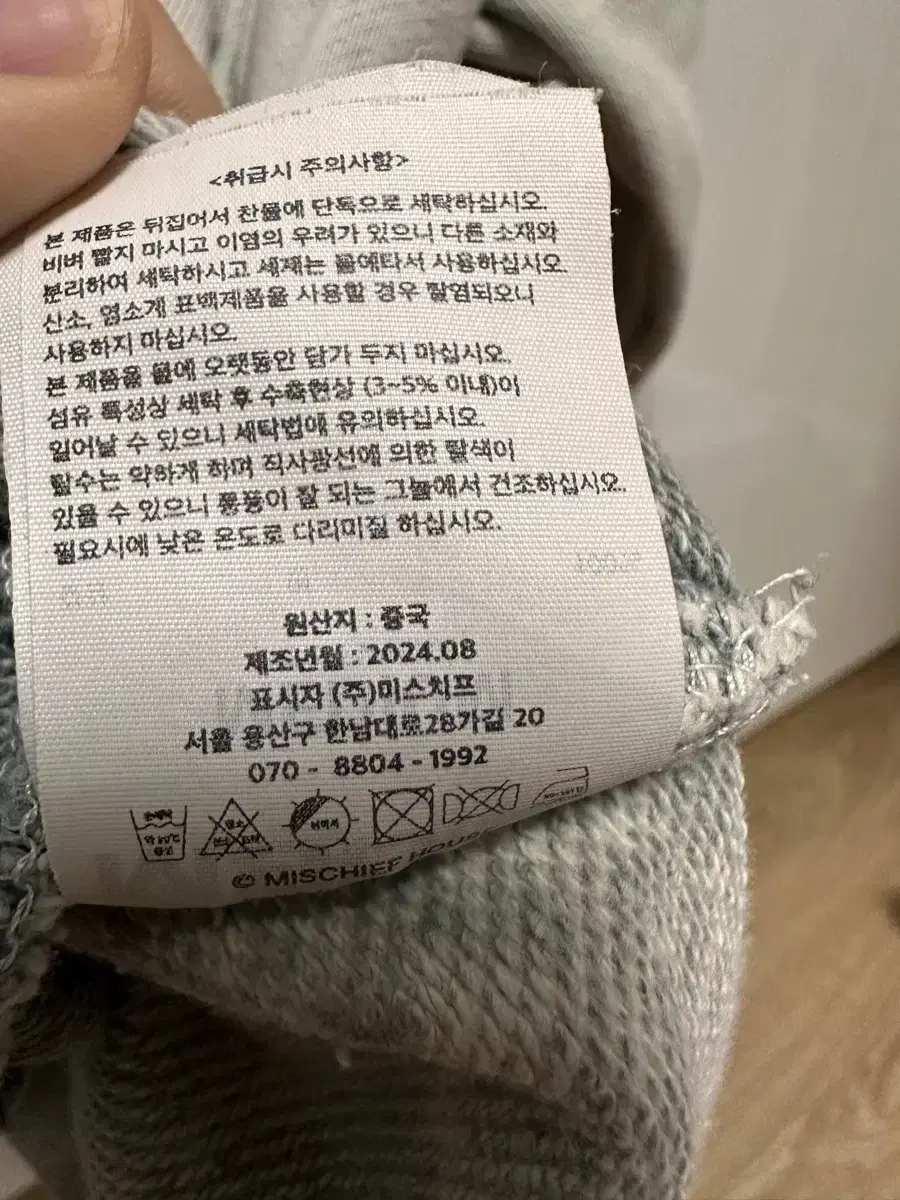 <취급시 주의사항>
본 제품은 뒤집어서 찬물에 단독으로 세탁하십시오.
비벼 빨지 마시고 이염의 우려가 있으니 다른 소재와
분리하여 세탁하시고 세제는 물에타서 사용하십시오.
산소, 염소계 표백제품을 사용할 경우 탈염되오니
사용하지 마십시오.
본 제품을 물에 오랫동안 담가 두지 마십시오.
섬유 특성상 세탁 후 수축현상 (3~5% 이내)이
일어날 수 있으니 세탁법에 유의하십시오.
탈수는 약하게 하며 직사광선에 의한 탈색이
있을 수 있으니 통풍이 잘 되는 그늘에서 건조하십시오.
필요시에 낮은 온도로 다리미질 하십시오.
원산지 : 중국
제조년월 : 2024.08
표시자 (주)미스치프
서울 용산구 한남대로28가길 20
070 - 8804 - 1992
염소
© MISCHIEF HOUSE